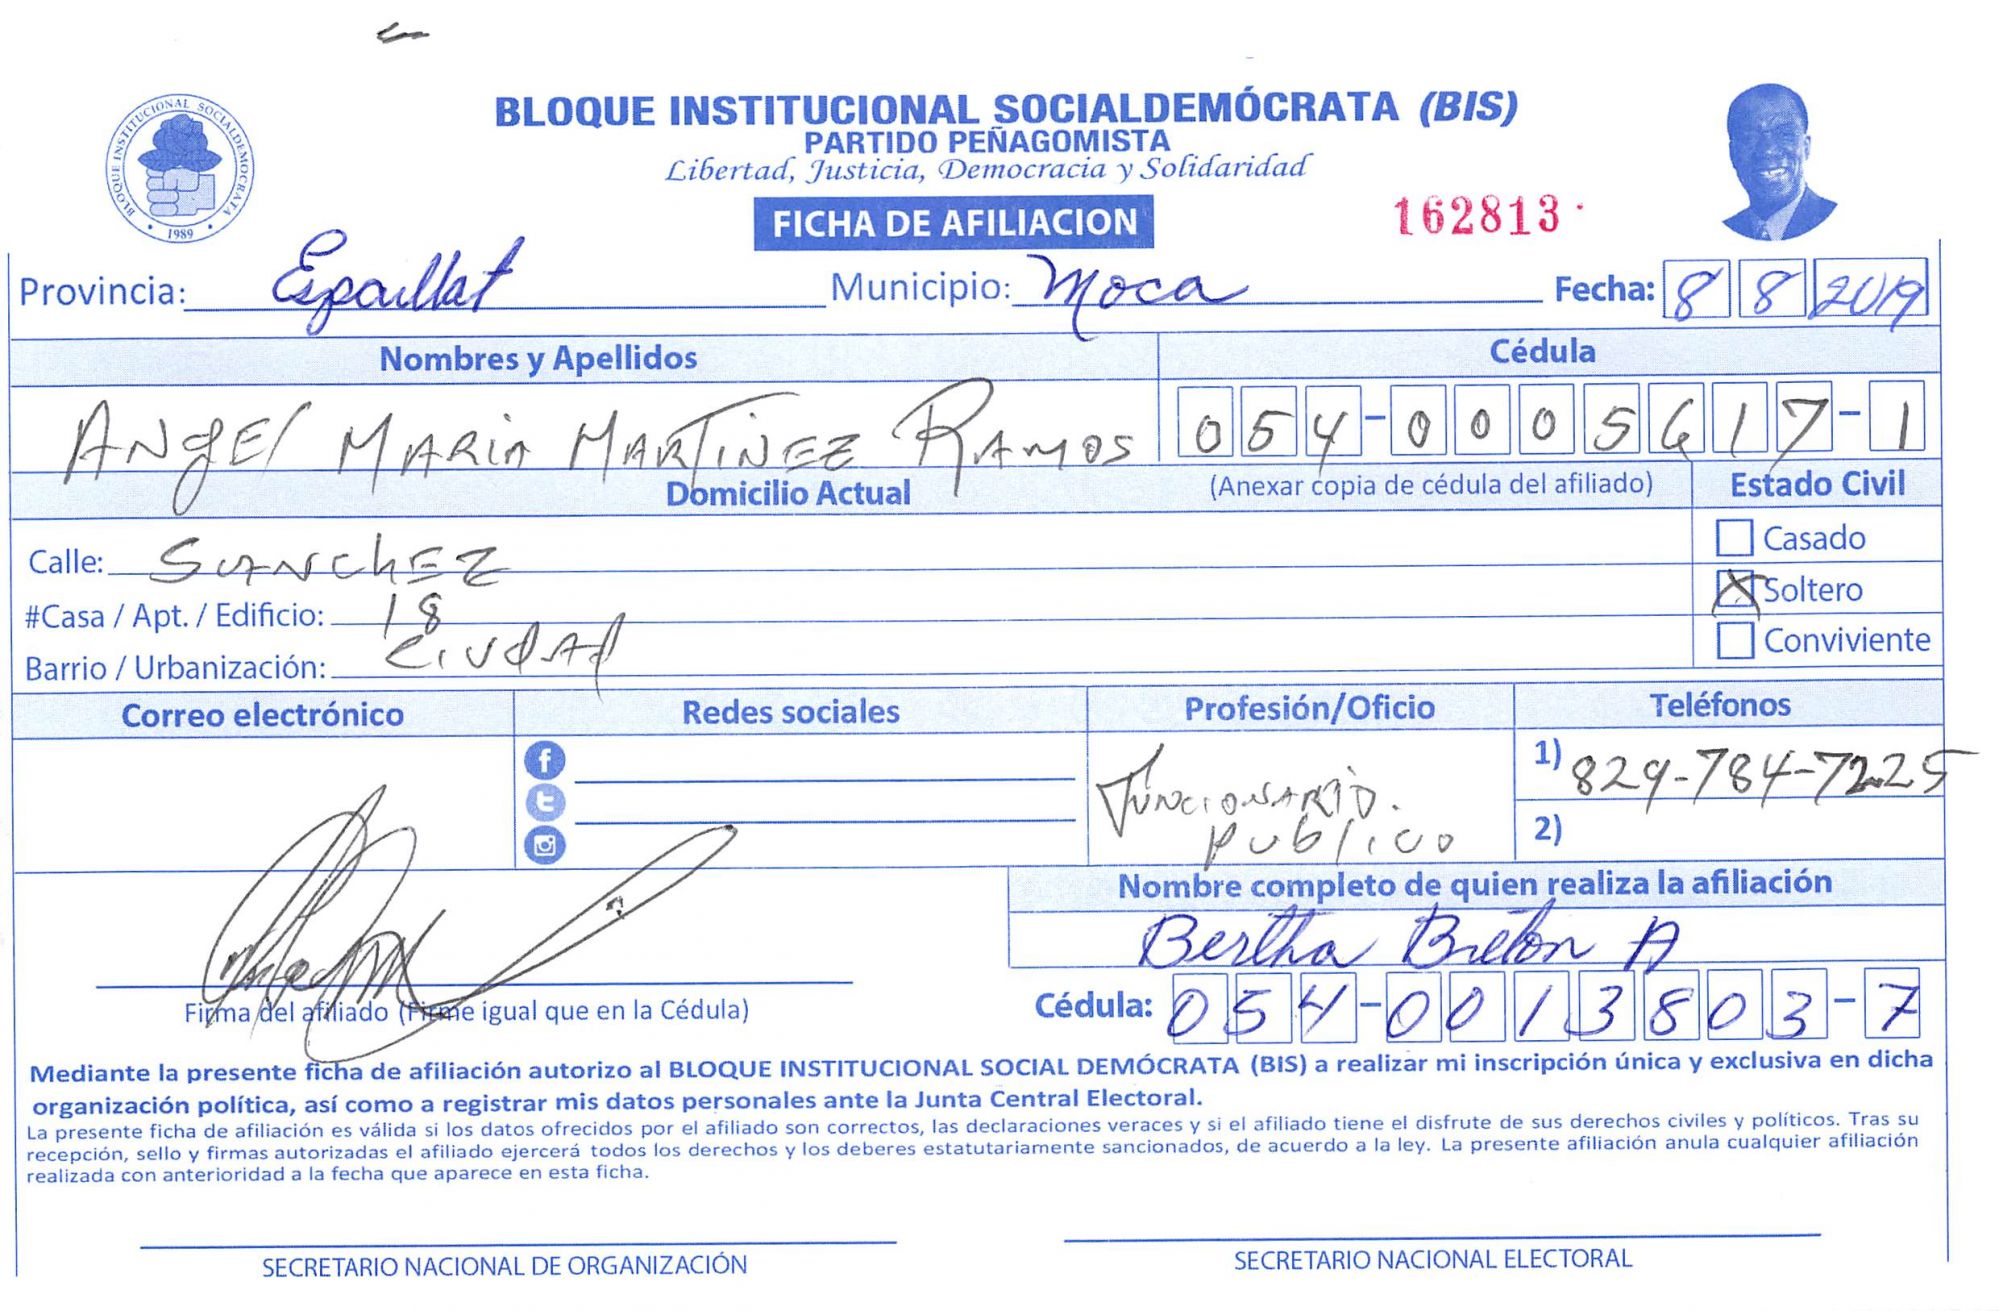 BLOQUE INSTITUCIONAL SOCIALDEMOCRATA
1989
BLOQUE INSTITUCIONAL SOCIALDEMÓCRATA (BIS)
PARTIDO PEÑAGOMISTA
Libertad, Justicia, Democracia y Solidaridad
FICHA DE AFILIACION
162813
Provincia: Espaillat Municipio: Moca Fecha: 8 8 2019
Nombres y Apellidos Cédula
ANgEl MARIA MARTINEZ RAMOS 054-0005617-1
Domicilio Actual (Anexar copia de cédula del afiliado) Estado Civil
Calle: SANchEZ Casado
#Casa / Apt. / Edificio: 18 X Soltero
Barrio / Urbanización: CiudAd Conviviente
Correo electrónico Redes sociales Profesión/Oficio Teléfonos
FUNCIONARIO. 1) 829-784-7225
publico 2)
Nombre completo de quien realiza la afiliación
Bertha Breton A
Firma del afiliado (Firme igual que en la Cédula) Cédula: 054-0013803-7
Mediante la presente ficha de afiliación autorizo al BLOQUE INSTITUCIONAL SOCIAL DEMÓCRATA (BIS) a realizar mi inscripción única y exclusiva en dicha
organización política, así como a registrar mis datos personales ante la Junta Central Electoral.
La presente ficha de afiliación es válida si los datos ofrecidos por el afiliado son correctos, las declaraciones veraces y si el afiliado tiene el disfrute de sus derechos civiles y políticos. Tras su
recepción, sello y firmas autorizadas el afiliado ejercerá todos los derechos y los deberes estatutariamente sancionados, de acuerdo a la ley. La presente afiliación anula cualquier afiliación
realizada con anterioridad a la fecha que aparece en esta ficha.
SECRETARIO NACIONAL DE ORGANIZACIÓN SECRETARIO NACIONAL ELECTORAL